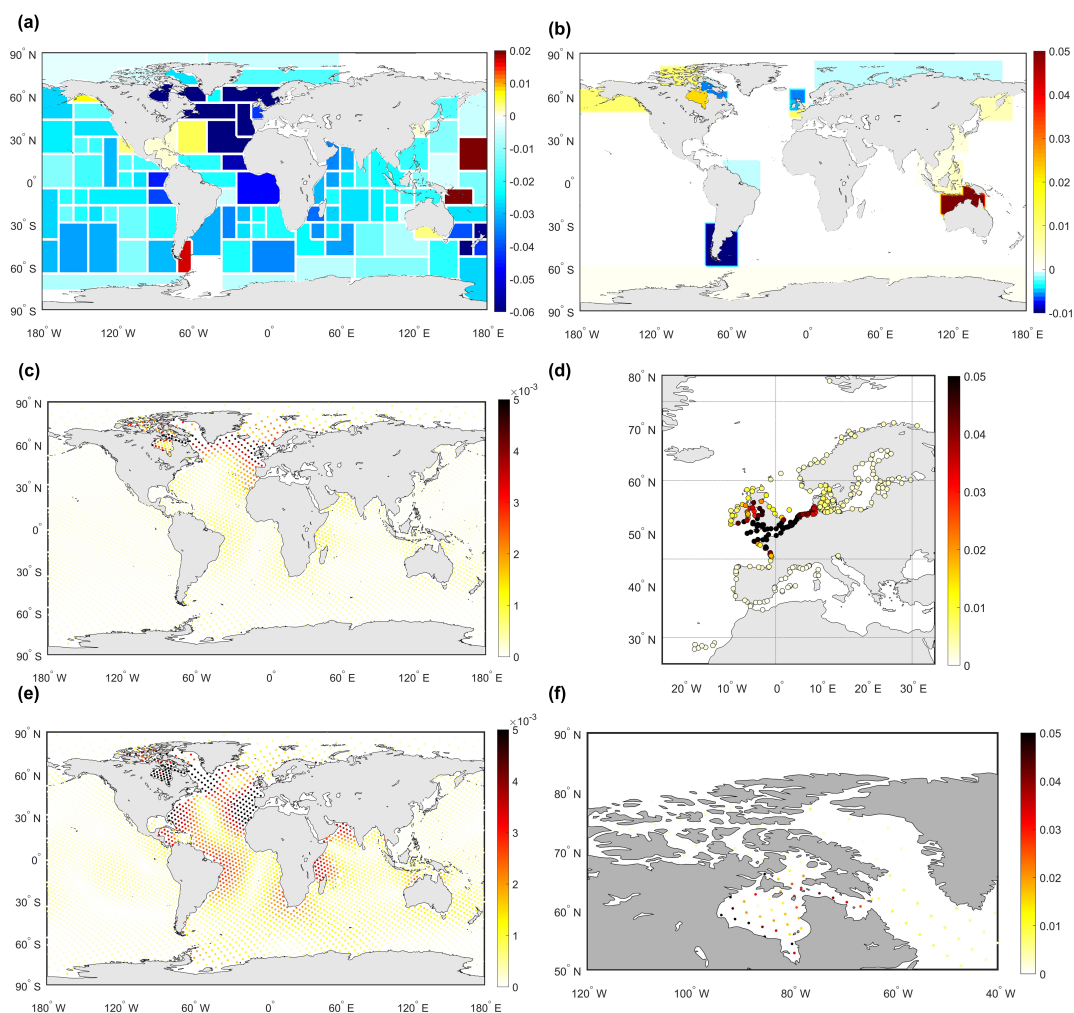 (a)
90° N
60° N
30° N
0°
30° S
60° S
90° S
180° W 120° W 60° W 0° 60° E 120° E 180° E
0.02
0.01
0
-0.01
-0.02
-0.03
-0.04
-0.05
-0.06
(b)
90° N
60° N
30° N
0°
30° S
60° S
90° S
180° W 120° W 60° W 0° 60° E 120° E 180° E
0.05
0.04
0.03
0.02
0.01
0
-0.01
(c)
90° N
60° N
30° N
0°
30° S
60° S
90° S
180° W 120° W 60° W 0° 60° E 120° E 180° E
×10⁻³
5
4
3
2
1
0
(d)
80° N
70° N
60° N
50° N
40° N
30° N
20° W 10° W 0° 10° E 20° E 30° E
0.05
0.04
0.03
0.02
0.01
0
(e)
90° N
60° N
30° N
0°
30° S
60° S
90° S
180° W 120° W 60° W 0° 60° E 120° E 180° E
×10⁻³
5
4
3
2
1
0
(f)
90° N
80° N
70° N
60° N
50° N
120° W 100° W 80° W 60° W 40° W
0.05
0.04
0.03
0.02
0.01
0